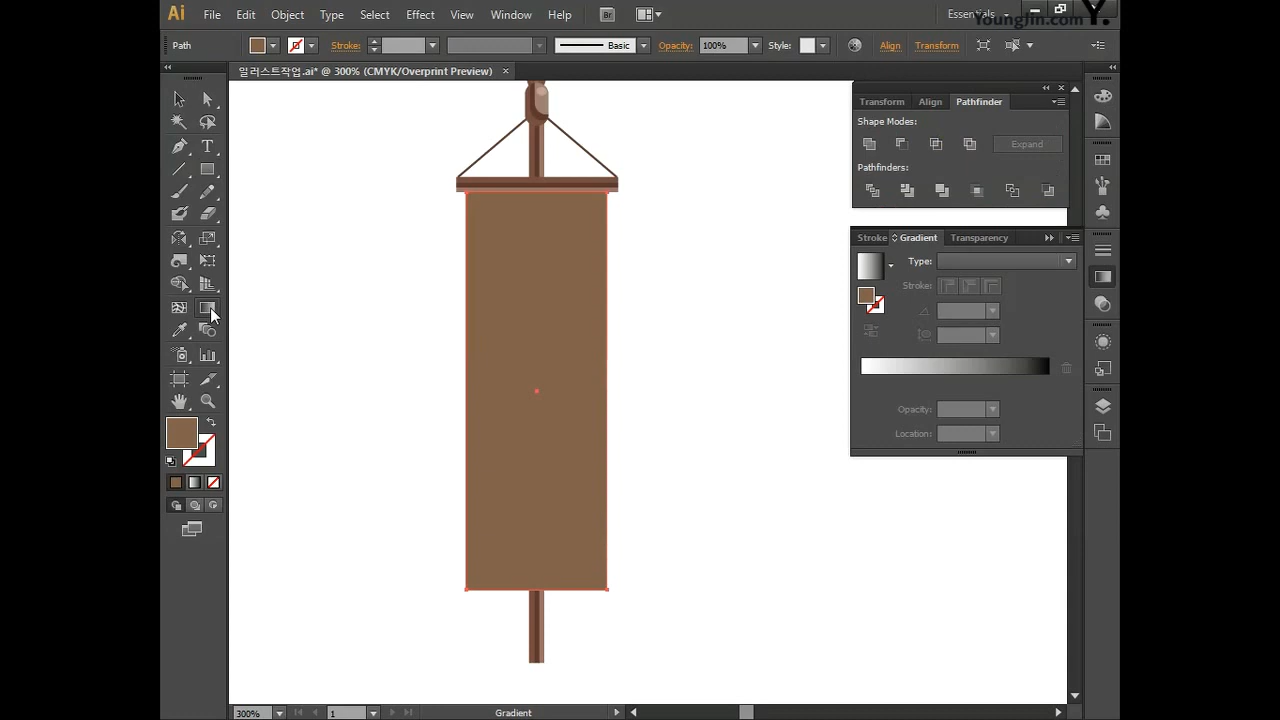 Ai File Edit Object Type Select Effect View Window Help Br Essentials
YoungJin.com Y.
Path Stroke: Basic Opacity: 100% Style: Align Transform
일러스트작업.ai* @ 300% (CMYK/Overprint Preview) ×
Transform Align Pathfinder
Shape Modes:
Expand
Pathfinders:
Stroke Gradient Transparency
Type:
Stroke:
Opacity:
Location:
300% 1 Gradient